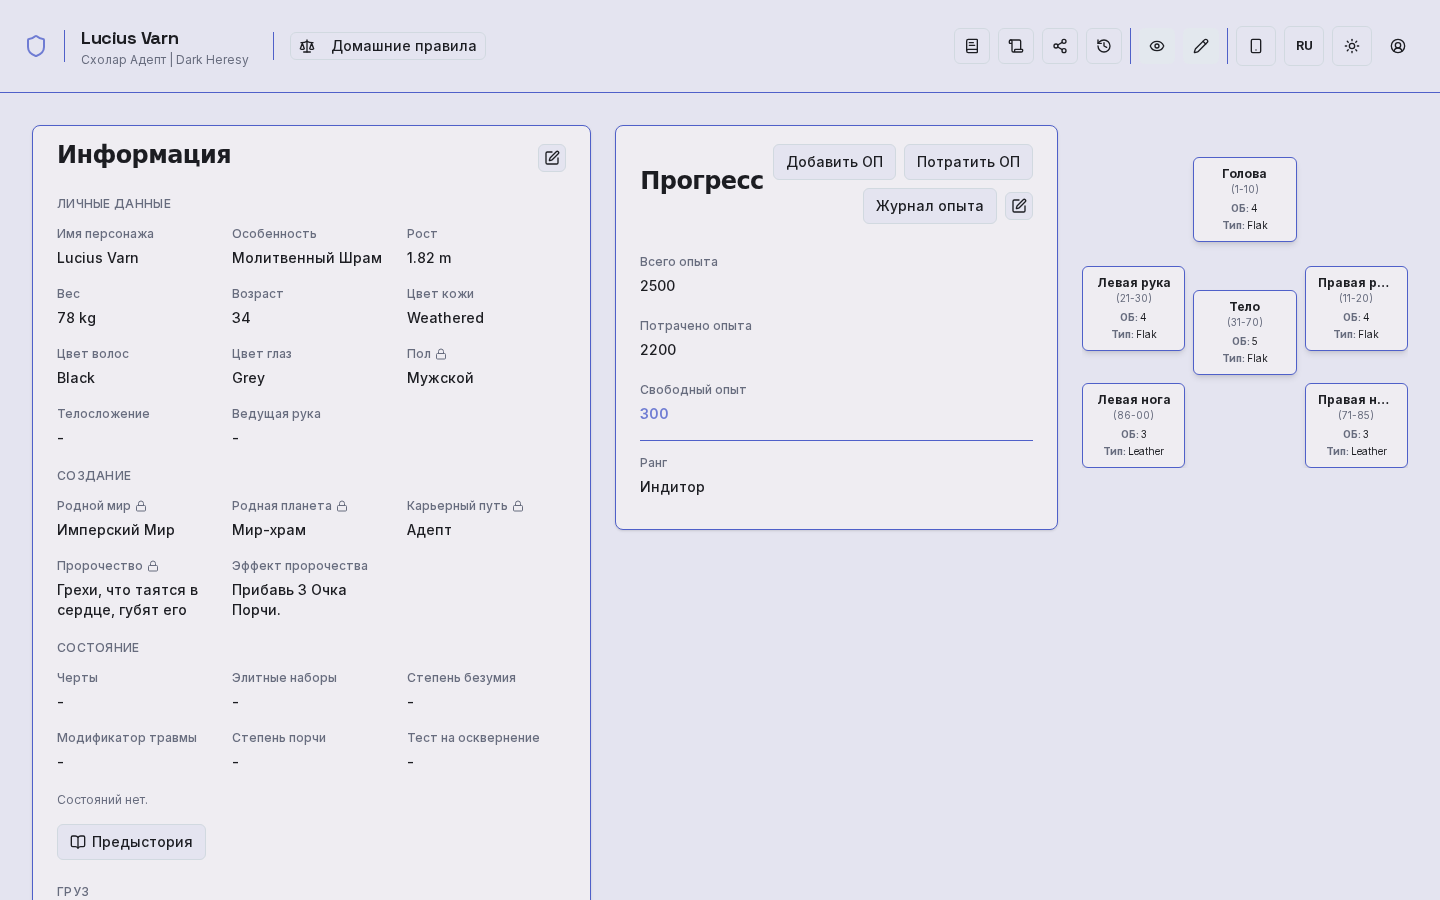 Lucius Varn
Схолар Адепт | Dark Heresy
Домашние правила
RU
Информация
ЛИЧНЫЕ ДАННЫЕ
Имя персонажа
Lucius Varn
Особенность
Молитвенный Шрам
Рост
1.82 m
Вес
78 kg
Возраст
34
Цвет кожи
Weathered
Цвет волос
Black
Цвет глаз
Grey
Пол
Мужской
Телосложение
-
Ведущая рука
-
СОЗДАНИЕ
Родной мир
Имперский Мир
Родная планета
Мир-храм
Карьерный путь
Адепт
Пророчество
Грехи, что таятся в
сердце, губят его
Эффект пророчества
Прибавь 3 Очка
Порчи.
СОСТОЯНИЕ
Черты
-
Элитные наборы
-
Степень безумия
-
Модификатор травмы
-
Степень порчи
-
Тест на осквернение
-
Состояний нет.
Предыстория
ГРУЗ
Прогресс
Добавить ОП
Потратить ОП
Журнал опыта
Всего опыта
2500
Потрачено опыта
2200
Свободный опыт
300
Ранг
Индитор
Голова
(1-10)
ОБ: 4
Тип: Flak
Левая рука
(21-30)
ОБ: 4
Тип: Flak
Тело
(31-70)
ОБ: 5
Тип: Flak
Правая р...
(11-20)
ОБ: 4
Тип: Flak
Левая нога
(86-00)
ОБ: 3
Тип: Leather
Правая н...
(71-85)
ОБ: 3
Тип: Leather